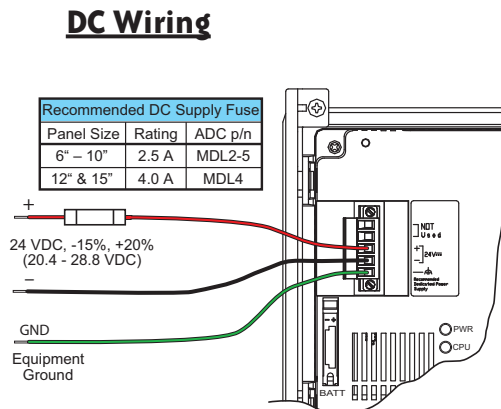 DC Wiring
Recommended DC Supply Fuse
Panel Size Rating ADC p/n
6“ – 10” 2.5 A MDL2-5
12“ & 15” 4.0 A MDL4
+
24 VDC, -15%, +20%
(20.4 - 28.8 VDC)
–
GND
Equipment
Ground
NOT
Used
+
24V
–
Recommended
Dedicated Power
Supply
PWR
CPU
– +
BATT